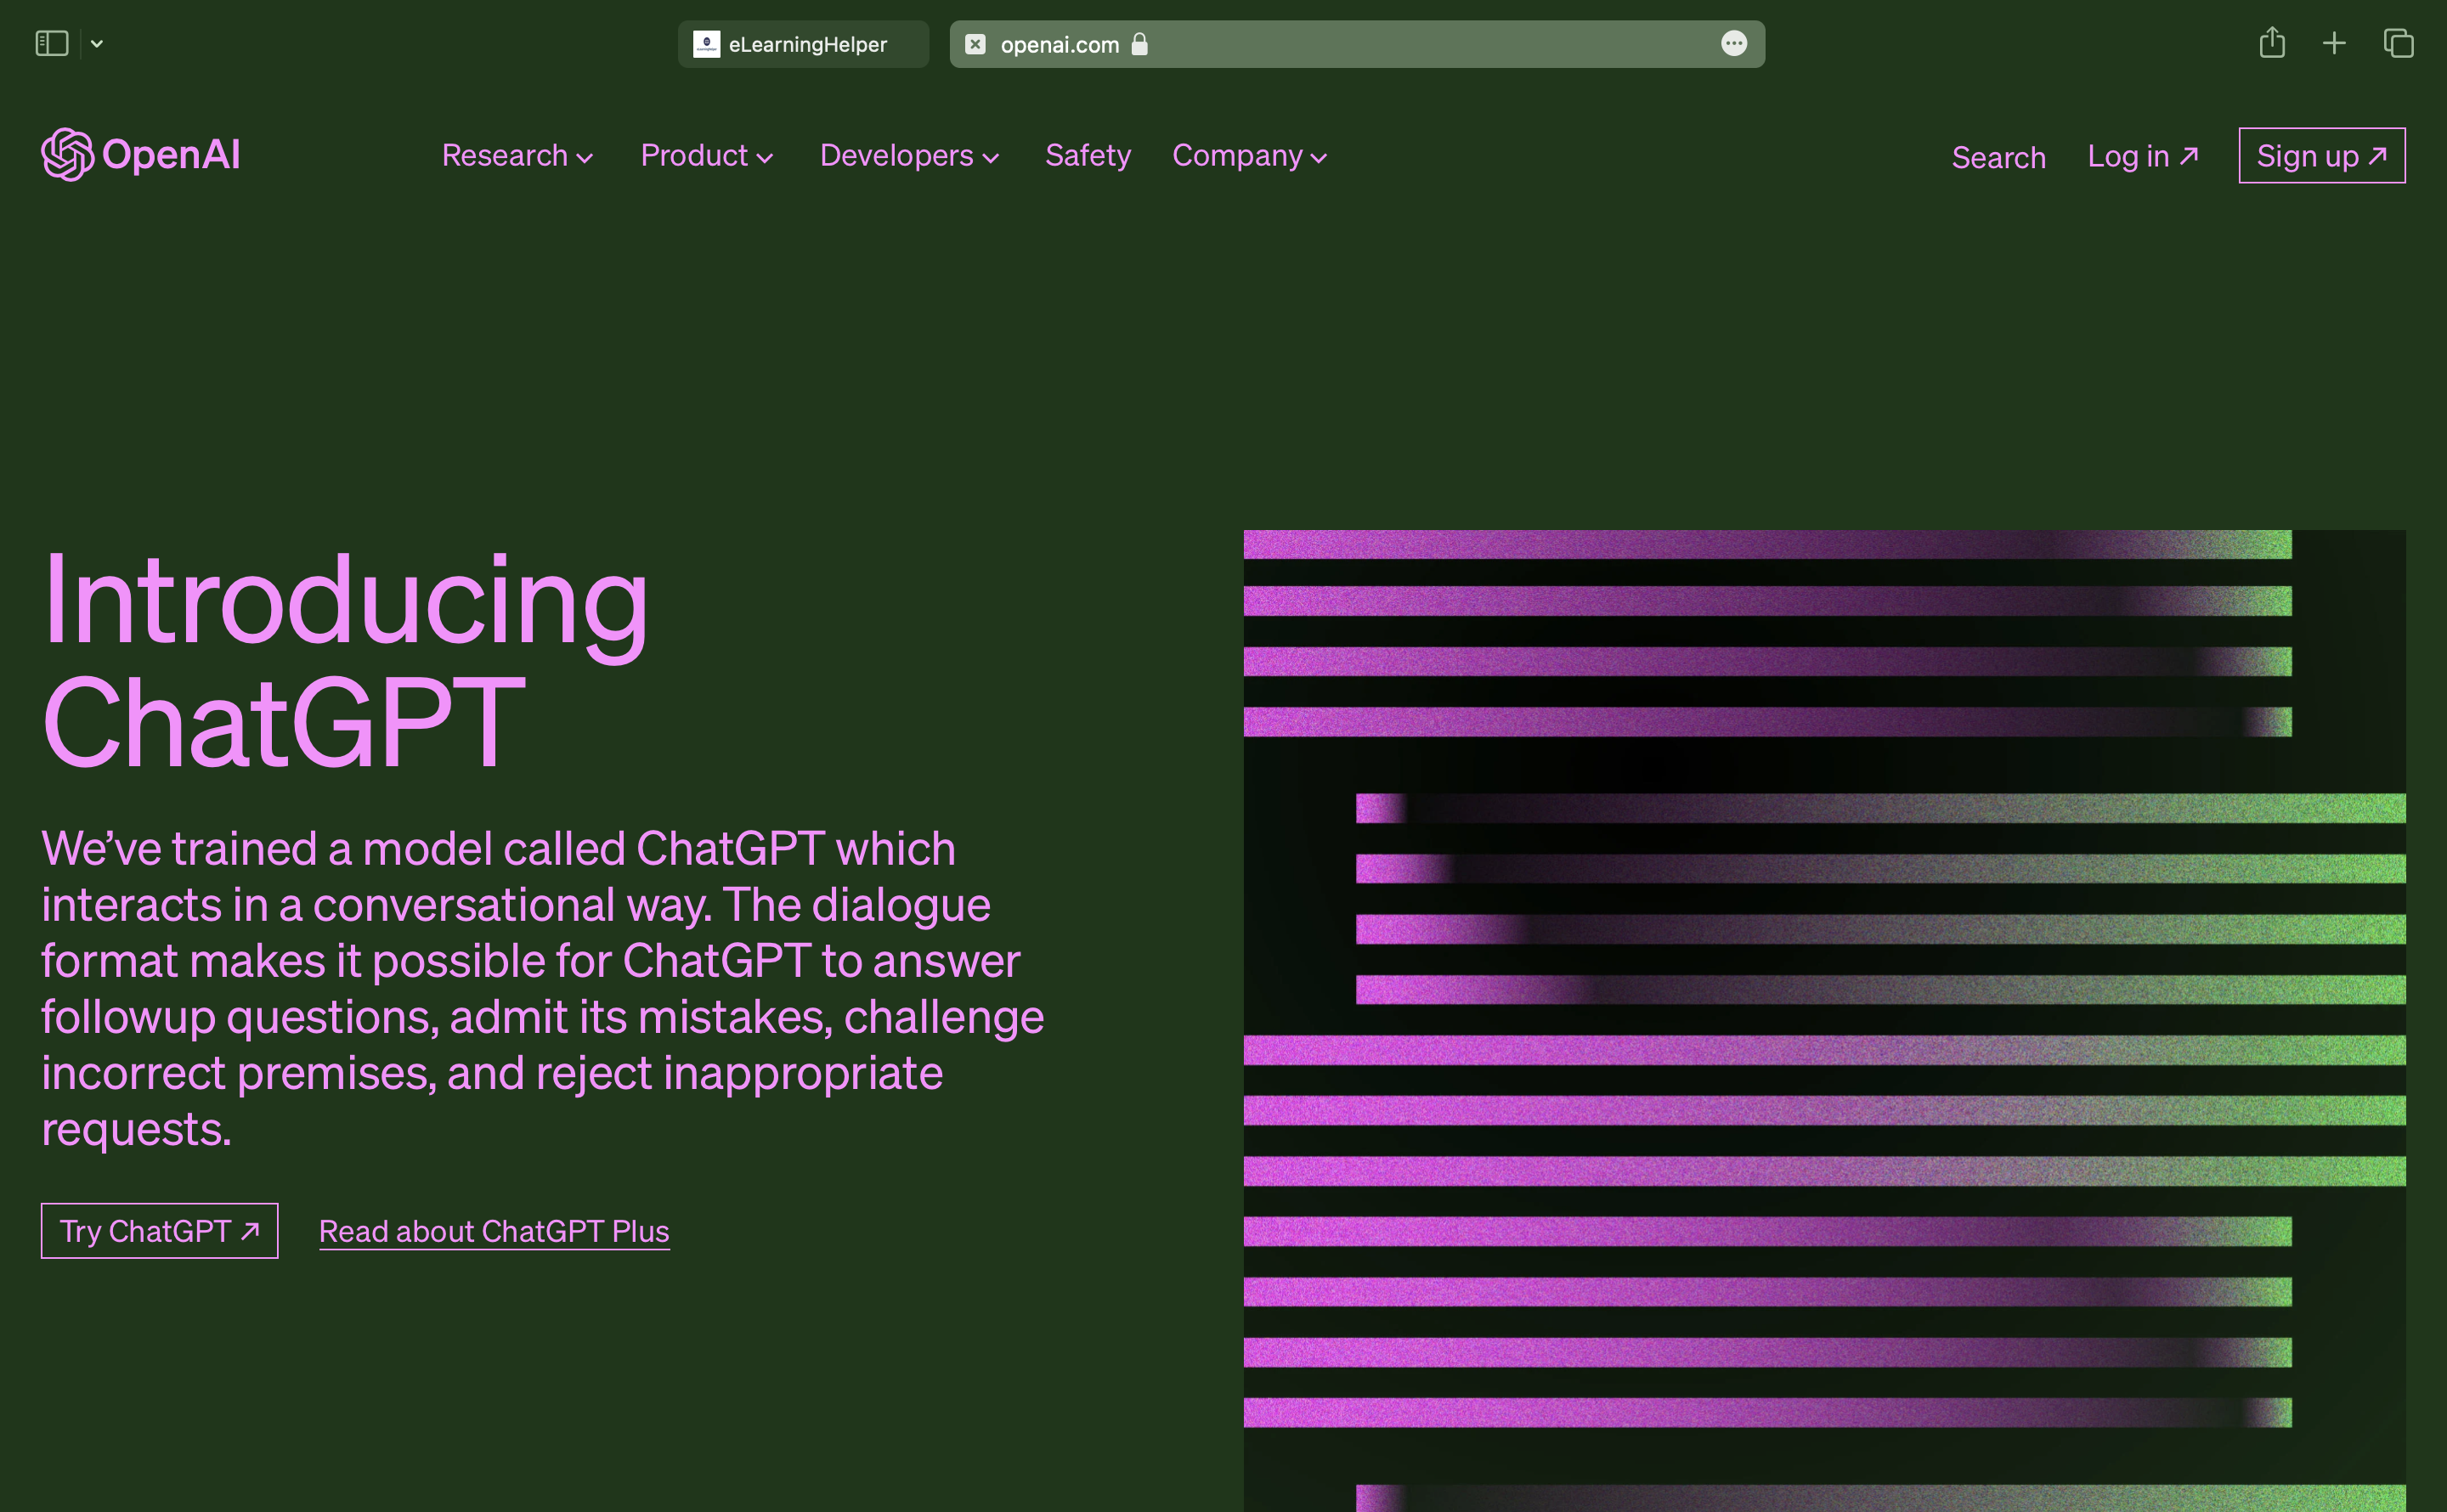 eLearningHelper
openai.com
OpenAI
Research
Product
Developers
Safety
Company
Search
Log in
Sign up
Introducing
ChatGPT
We’ve trained a model called ChatGPT which
interacts in a conversational way. The dialogue
format makes it possible for ChatGPT to answer
followup questions, admit its mistakes, challenge
incorrect premises, and reject inappropriate
requests.
Try ChatGPT
Read about ChatGPT Plus